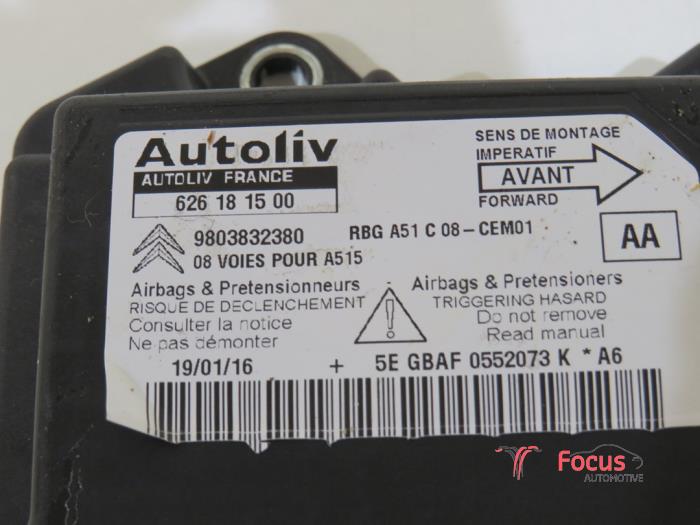 Autoliv
AUTOLIV FRANCE
626 18 15 00
SENS DE MONTAGE
IMPERATIF
AVANT
FORWARD
9803832380 RBG A51 C 08-CEM01
AA
08 VOIES POUR A515
Airbags & Pretensionneurs
RISQUE DE DECLENCHEMENT
Consulter la notice
Ne pas démonter
Airbags & Pretensioners
TRIGGERING HASARD
Do not remove
Read manual
19/01/16 + 5E GBAF 0552073 K * A6
Focus
AUTOMOTIVE